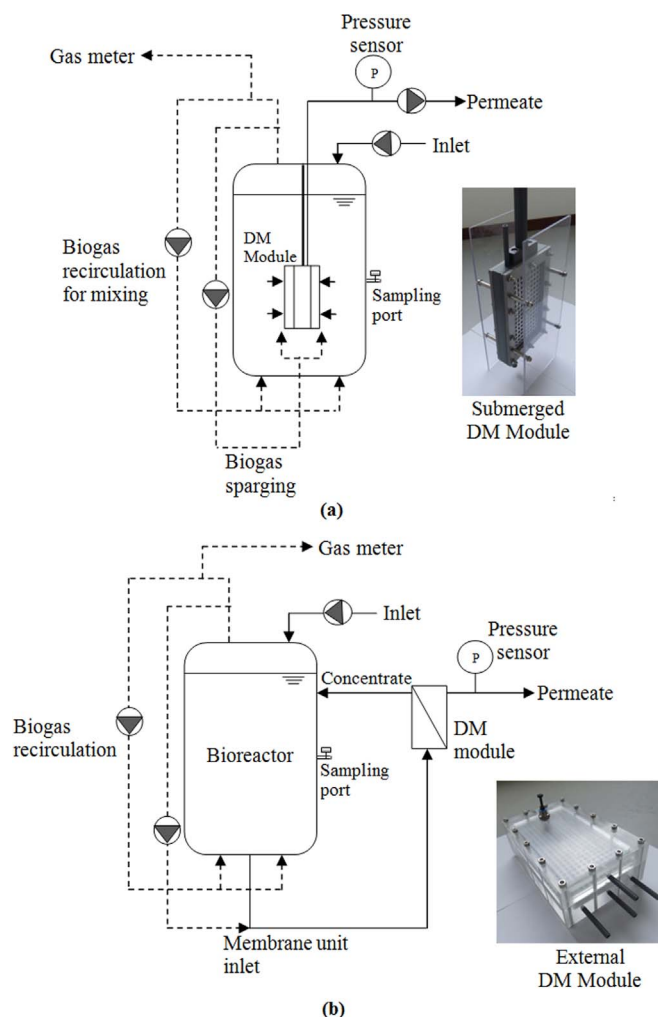 Pressure
sensor
Gas meter
P
Permeate
Inlet
Biogas
recirculation
for mixing
DM
Module
Sampling
port
Submerged
DM Module
Biogas
sparging
(a)
Gas meter
Inlet
Pressure
sensor
P
Concentrate
Permeate
Biogas
recirculation
Bioreactor
DM
module
Sampling
port
Membrane unit
inlet
External
DM Module
(b)